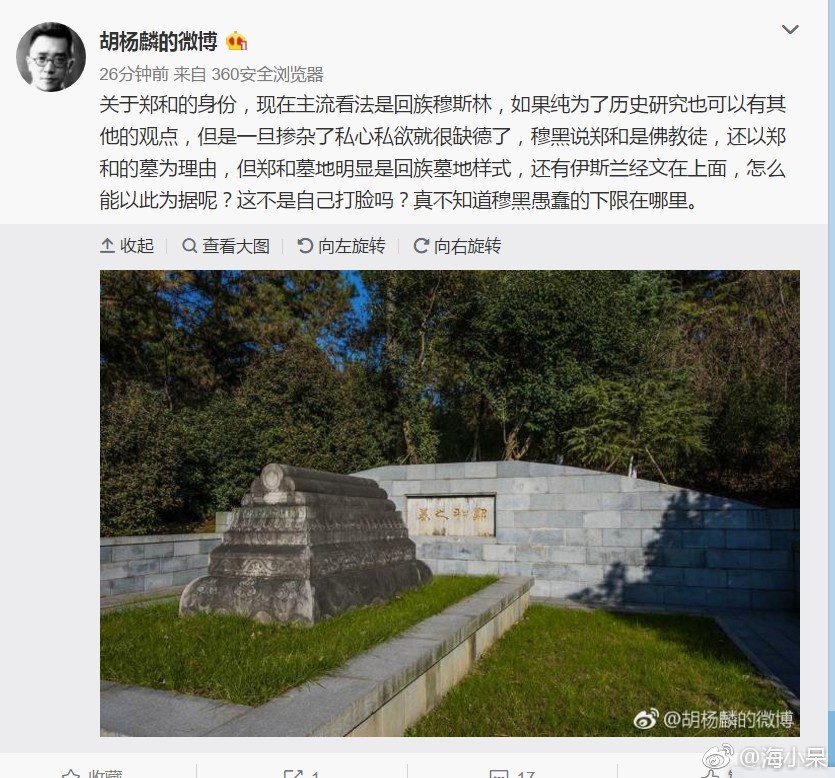 胡杨麟的微博
26分钟前 来自 360安全浏览器
关于郑和的身份，现在主流看法是回族穆斯林，如果纯为了历史研究也可以有其
他的观点，但是一旦掺杂了私心私欲就很缺德了，穆黑说郑和是佛教徒，还以郑
和的墓为理由，但郑和墓地明显是回族墓地样式，还有伊斯兰经文在上面，怎么
能以此为据呢？这不是自己打脸吗？真不知道穆黑愚蠢的下限在哪里。
收起 查看大图 向左旋转 向右旋转
墓之和鄭
@胡杨麟的微博
收藏 1 17
@海小呆